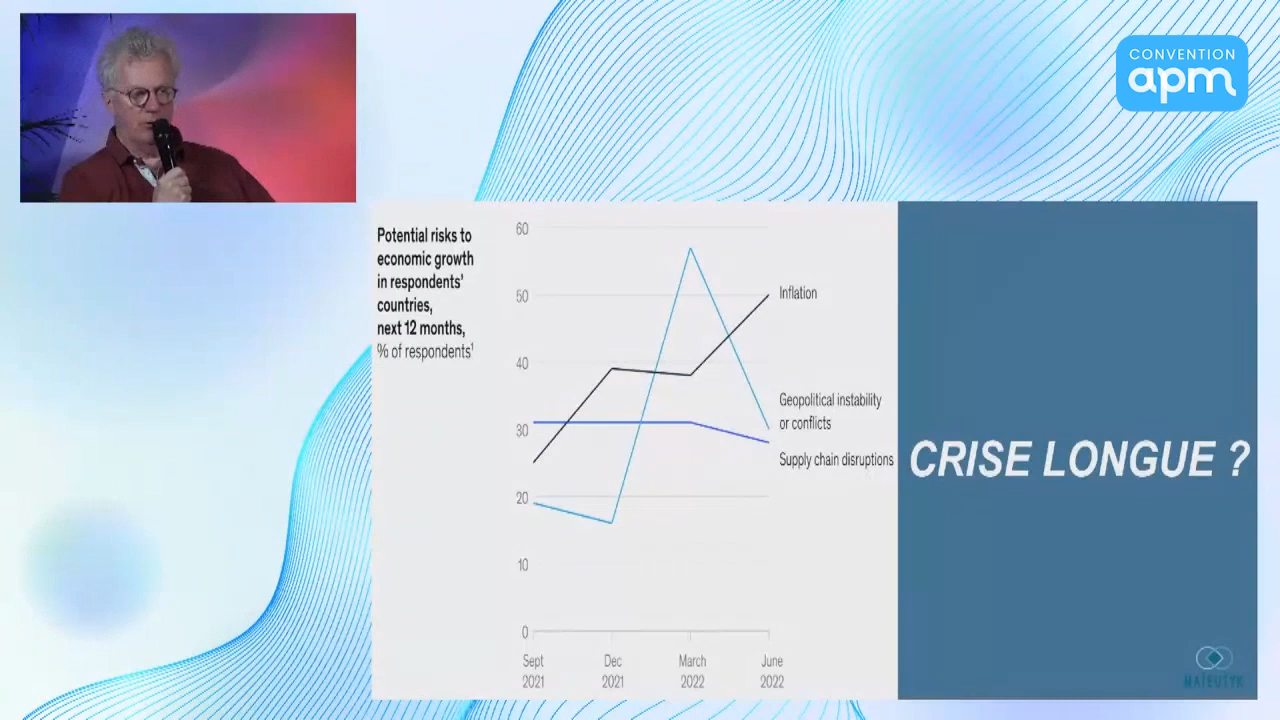 CONVENTION
apm
Potential risks to
economic growth
in respondents'
countries,
next 12 months,
% of respondents¹
60
50
40
30
20
10
0
Inflation
Geopolitical instability
or conflicts
Supply chain disruptions
Sept
2021
Dec
2021
March
2022
June
2022
CRISE LONGUE ?
MAÏEUTYK